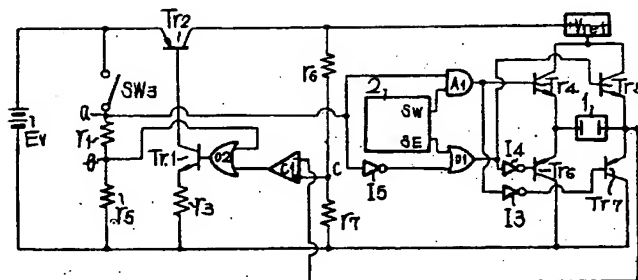 Tr2
Vref
SW3
r6
A1
Tr4
Tr5
a
2
SW
1
Ev
r1
SE
b
Tr1
O2
C1
C
I4
O1
Tr6
I5
r5
r3
r7
I3
Tr7